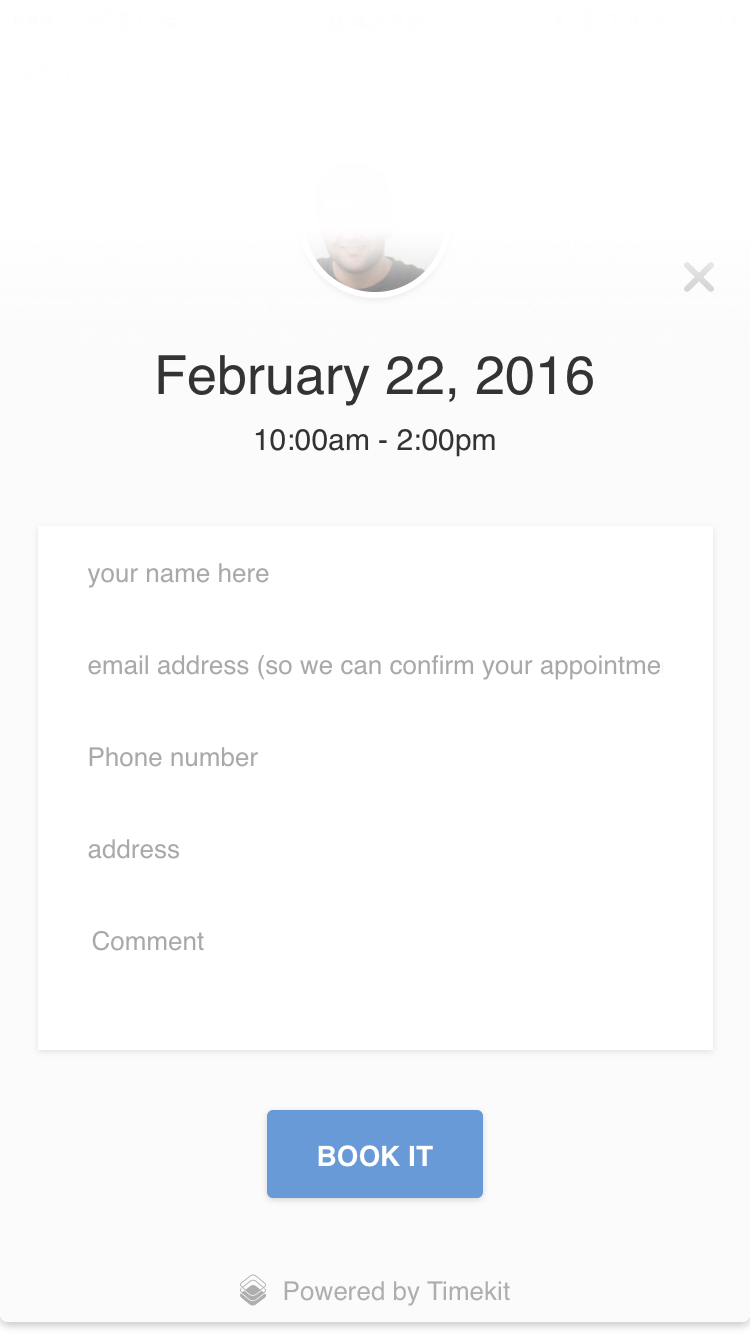 February 22, 2016
10:00am - 2:00pm
your name here
email address (so we can confirm your appointme
Phone number
address
Comment
BOOK IT
Powered by Timekit